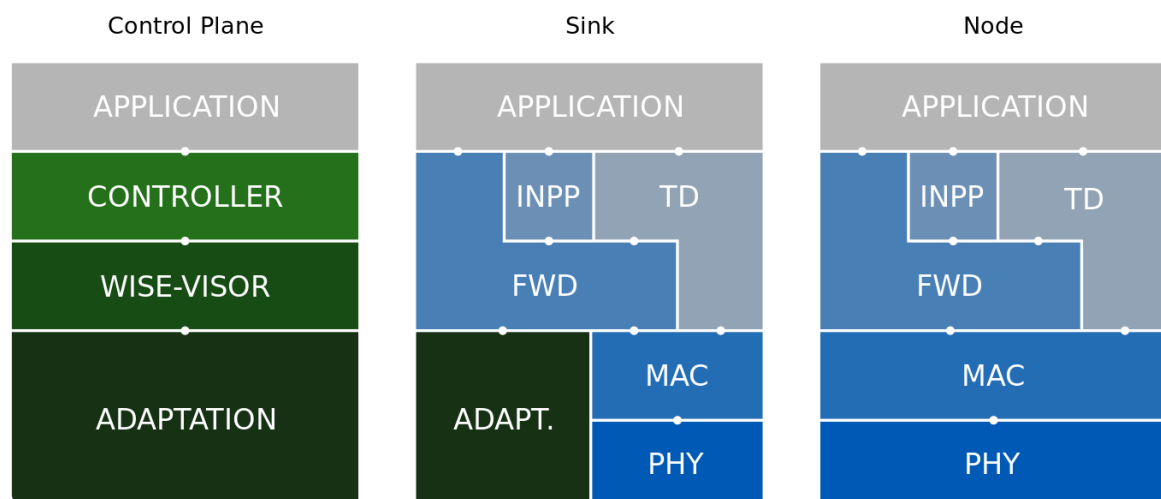 Control Plane
Sink
Node
APPLICATION
CONTROLLER
WISE-VISOR
ADAPTATION
APPLICATION
INPP
TD
FWD
ADAPT.
MAC
PHY
APPLICATION
INPP
TD
FWD
MAC
PHY